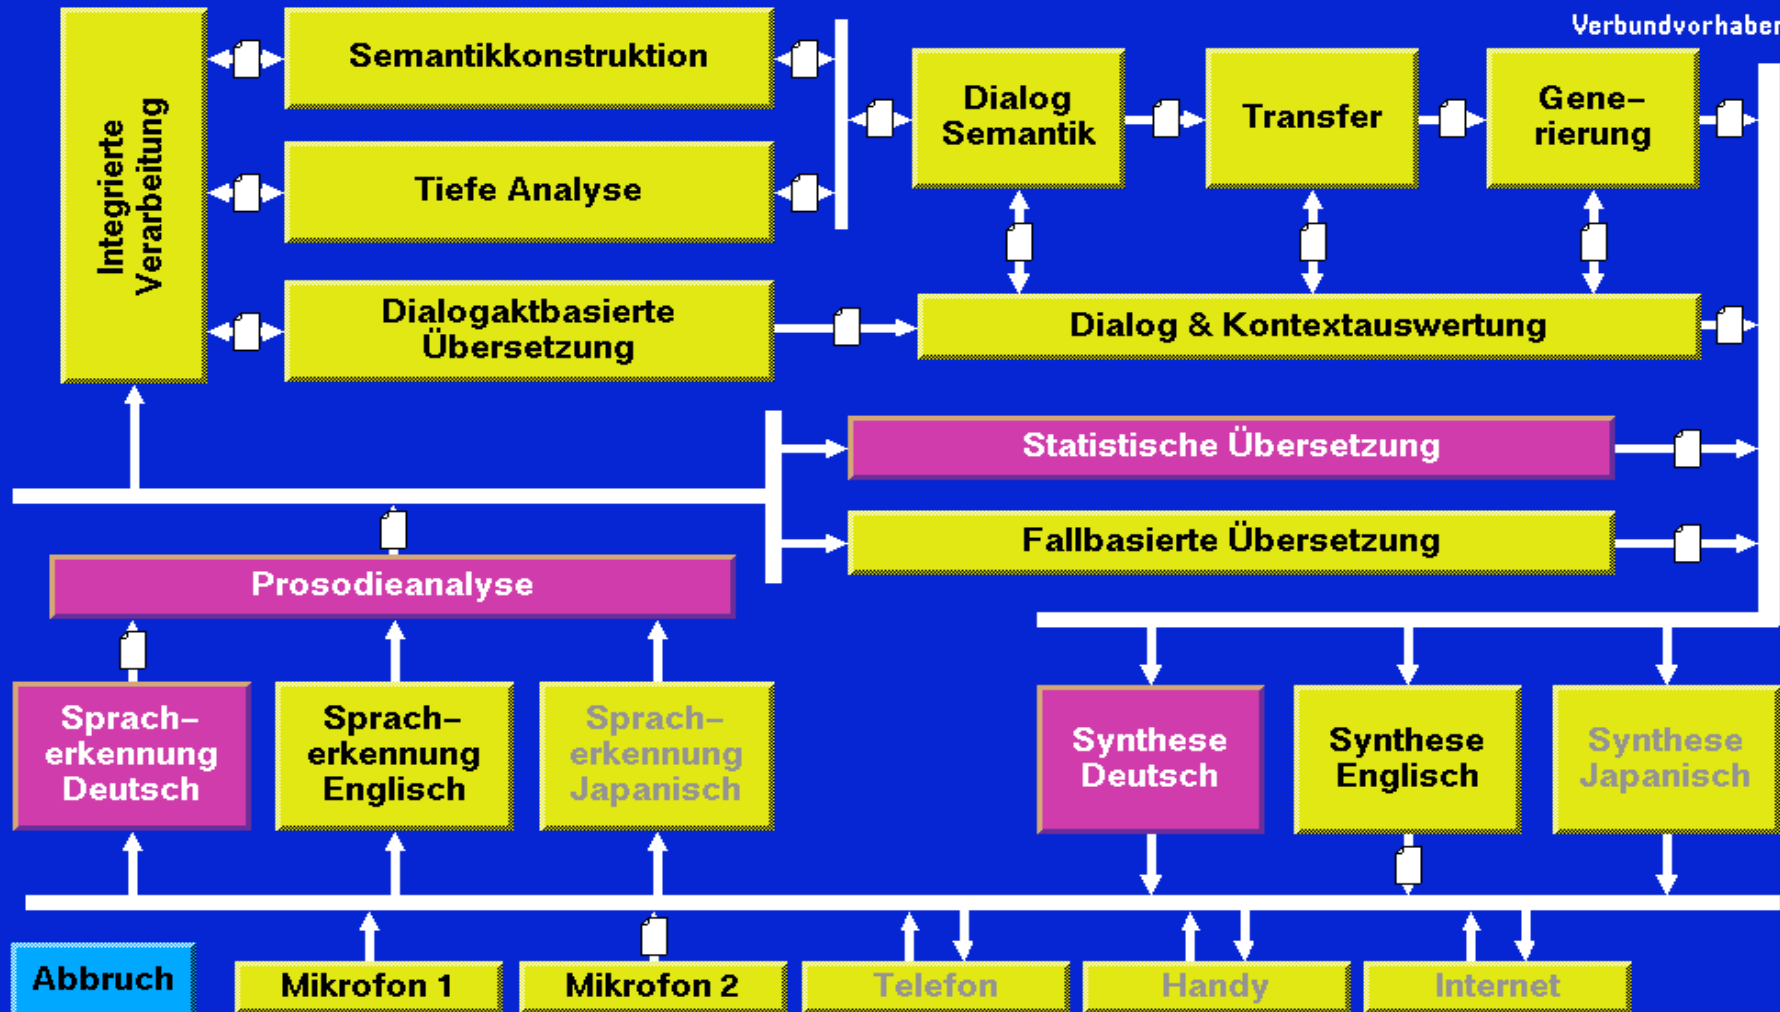 Verbundvorhaben
Integrierte
Verarbeitung
Semantikkonstruktion
Tiefe Analyse
Dialogaktbasierte
Übersetzung
Dialog
Semantik
Transfer
Gene–
rierung
Dialog & Kontextauswertung
Statistische Übersetzung
Fallbasierte Übersetzung
Prosodieanalyse
Sprach–
erkennung
Deutsch
Sprach–
erkennung
Englisch
Sprach–
erkennung
Japanisch
Synthese
Deutsch
Synthese
Englisch
Synthese
Japanisch
Abbruch
Mikrofon 1
Mikrofon 2
Telefon
Handy
Internet